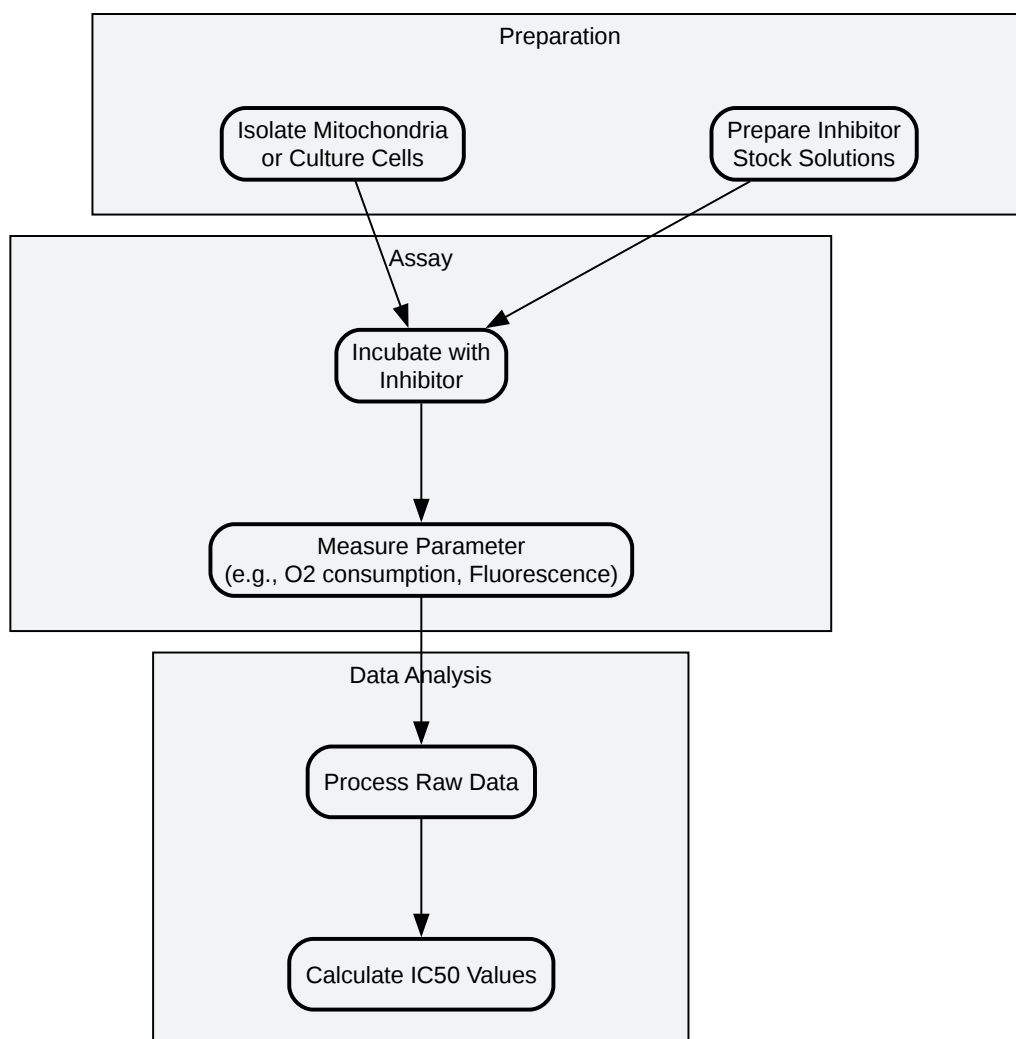 Preparation
Isolate Mitochondria
or Culture Cells
Prepare Inhibitor
Stock Solutions
Assay
Incubate with
Inhibitor
Measure Parameter
(e.g., O2 consumption, Fluorescence)
Data Analysis
Process Raw Data
Calculate IC50 Values